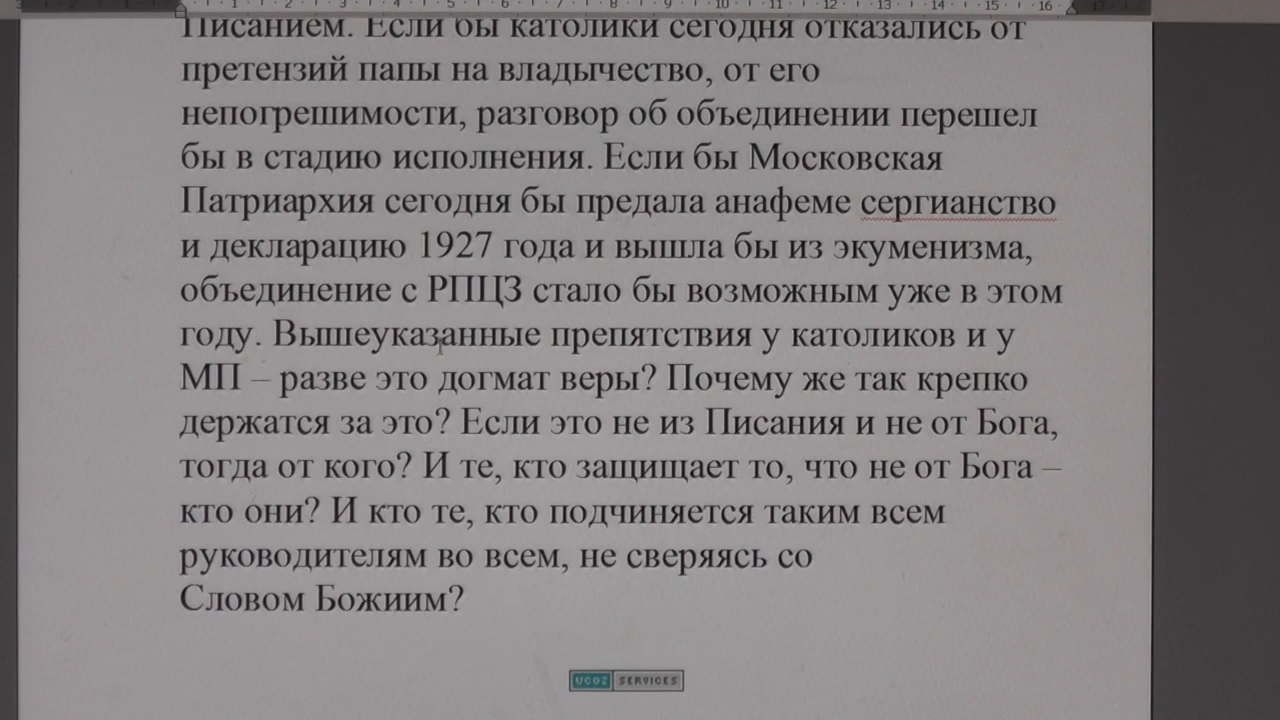 Писанием. Если бы католики сегодня отказались от
претензий папы на владычество, от его
непогрешимости, разговор об объединении перешел
бы в стадию исполнения. Если бы Московская
Патриархия сегодня бы предала анафеме сергианство
и декларацию 1927 года и вышла бы из экуменизма,
объединение с РПЦЗ стало бы возможным уже в этом
году. Вышеуказанные препятствия у католиков и у
МП – разве это догмат веры? Почему же так крепко
держатся за это? Если это не из Писания и не от Бога,
тогда от кого? И те, кто защищает то, что не от Бога –
кто они? И кто те, кто подчиняется таким всем
руководителям во всем, не сверяясь со
Словом Божиим?
UCOZ SERVICES